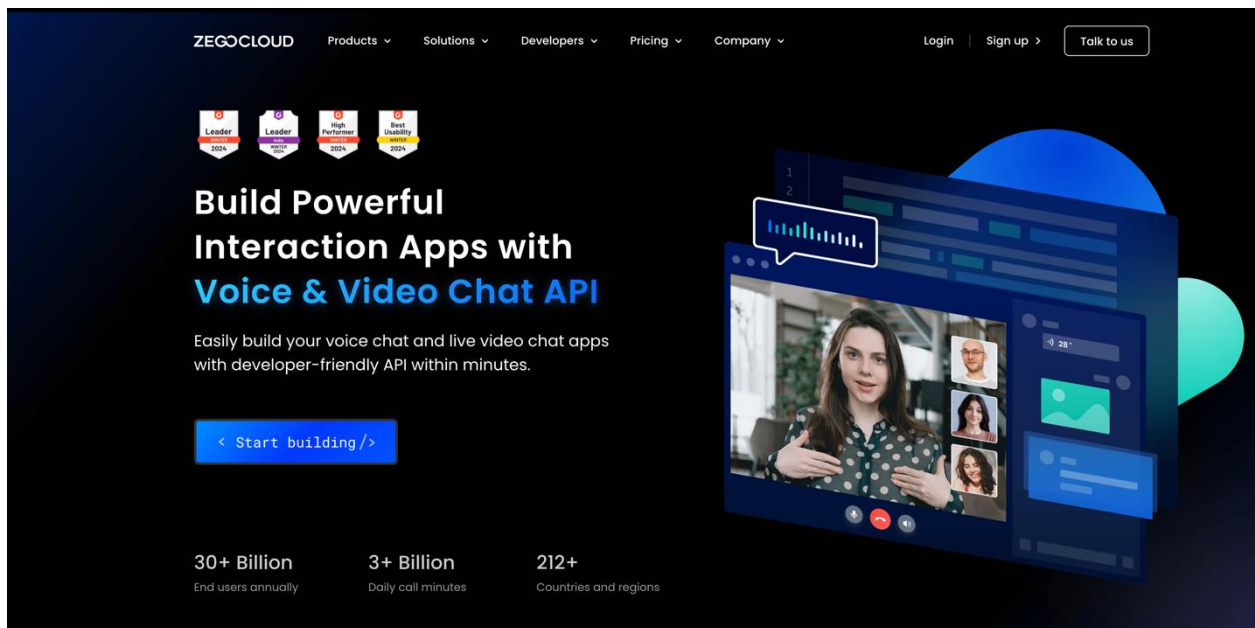 ZEGOCLOUD
Products
Solutions
Developers
Pricing
Company
Login
Sign up
Talk to us
Leader
WINTER
2024
Leader
India
WINTER
2024
High
Performer
WINTER
2024
Best
Usability
WINTER
2024
1
2
Build Powerful
Interaction Apps with
Voice & Video Chat API
28"
Easily build your voice chat and live video chat apps
with developer-friendly API within minutes.
< Start building/>
30+ Billion
3+ Billion
212+
End users annually
Daily call minutes
Countries and regions